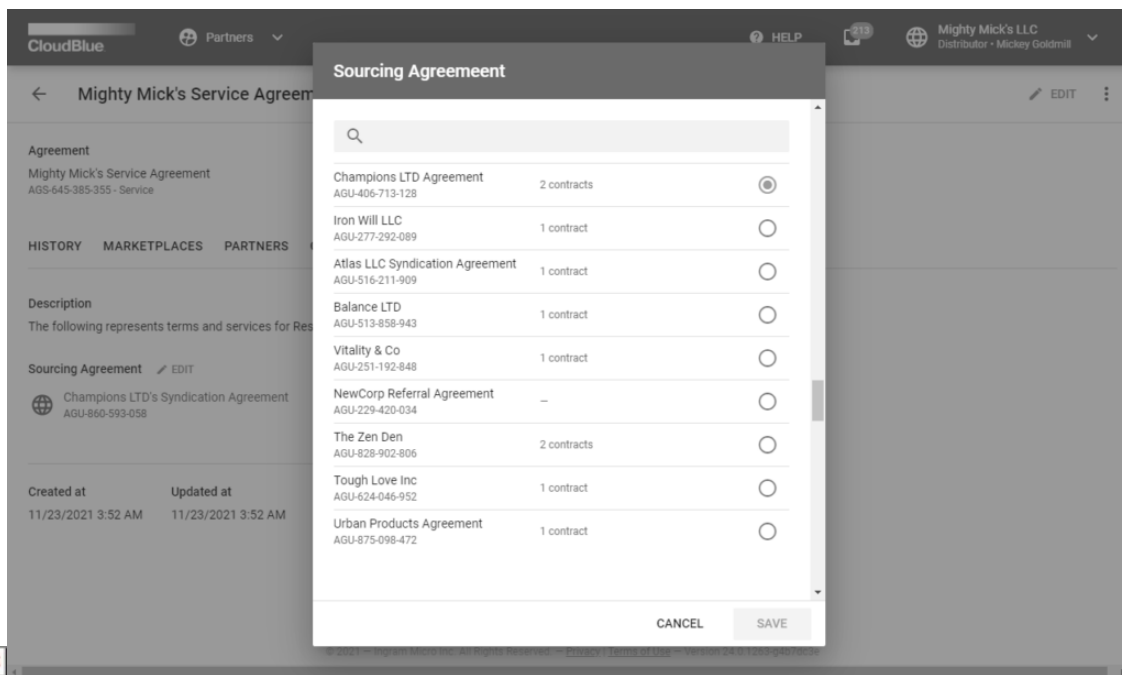 CloudBlue
Partners
HELP
213
Mighty Mick's LLC
Distributor • Mickey Goldmill
Mighty Mick's Service Agreem
EDIT
Agreement
Mighty Mick's Service Agreement
AGS-645-385-355 - Service
HISTORY MARKETPLACES PARTNERS
Description
The following represents terms and services for Res
Sourcing Agreement EDIT
Champions LTD's Syndication Agreement
AGU-860-593-058
Created at Updated at
11/23/2021 3:52 AM 11/23/2021 3:52 AM
Sourcing Agreemeent
Champions LTD Agreement 2 contracts
AGU-406-713-128
Iron Will LLC 1 contract
AGU-277-292-089
Atlas LLC Syndication Agreement 1 contract
AGU-516-211-909
Balance LTD 1 contract
AGU-513-858-943
Vitality & Co 1 contract
AGU-251-192-848
NewCorp Referral Agreement –
AGU-229-420-034
The Zen Den 2 contracts
AGU-828-902-806
Tough Love Inc 1 contract
AGU-624-046-952
Urban Products Agreement 1 contract
AGU-875-098-472
CANCEL SAVE
© 2021 — Ingram Micro Inc. All Rights Reserved. — Privacy | Terms of Use — Version